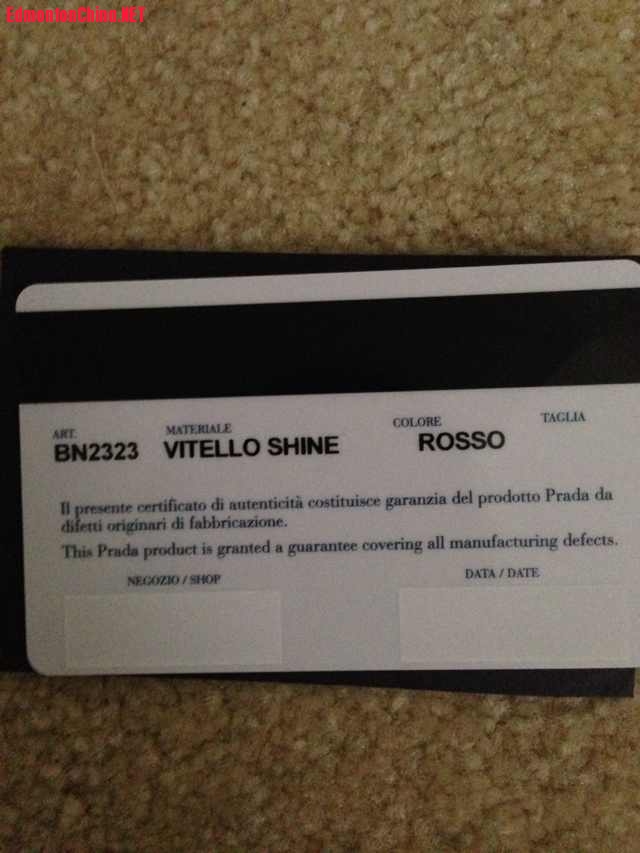 EdmontonChina.NET
ART. MATERIALE COLORE TAGLIA
BN2323 VITELLO SHINE ROSSO
Il presente certificato di autenticità costituisce garanzia del prodotto Prada da
difetti originari di fabbricazione.
This Prada product is granted a guarantee covering all manufacturing defects.
NEGOZIO / SHOP DATA / DATE